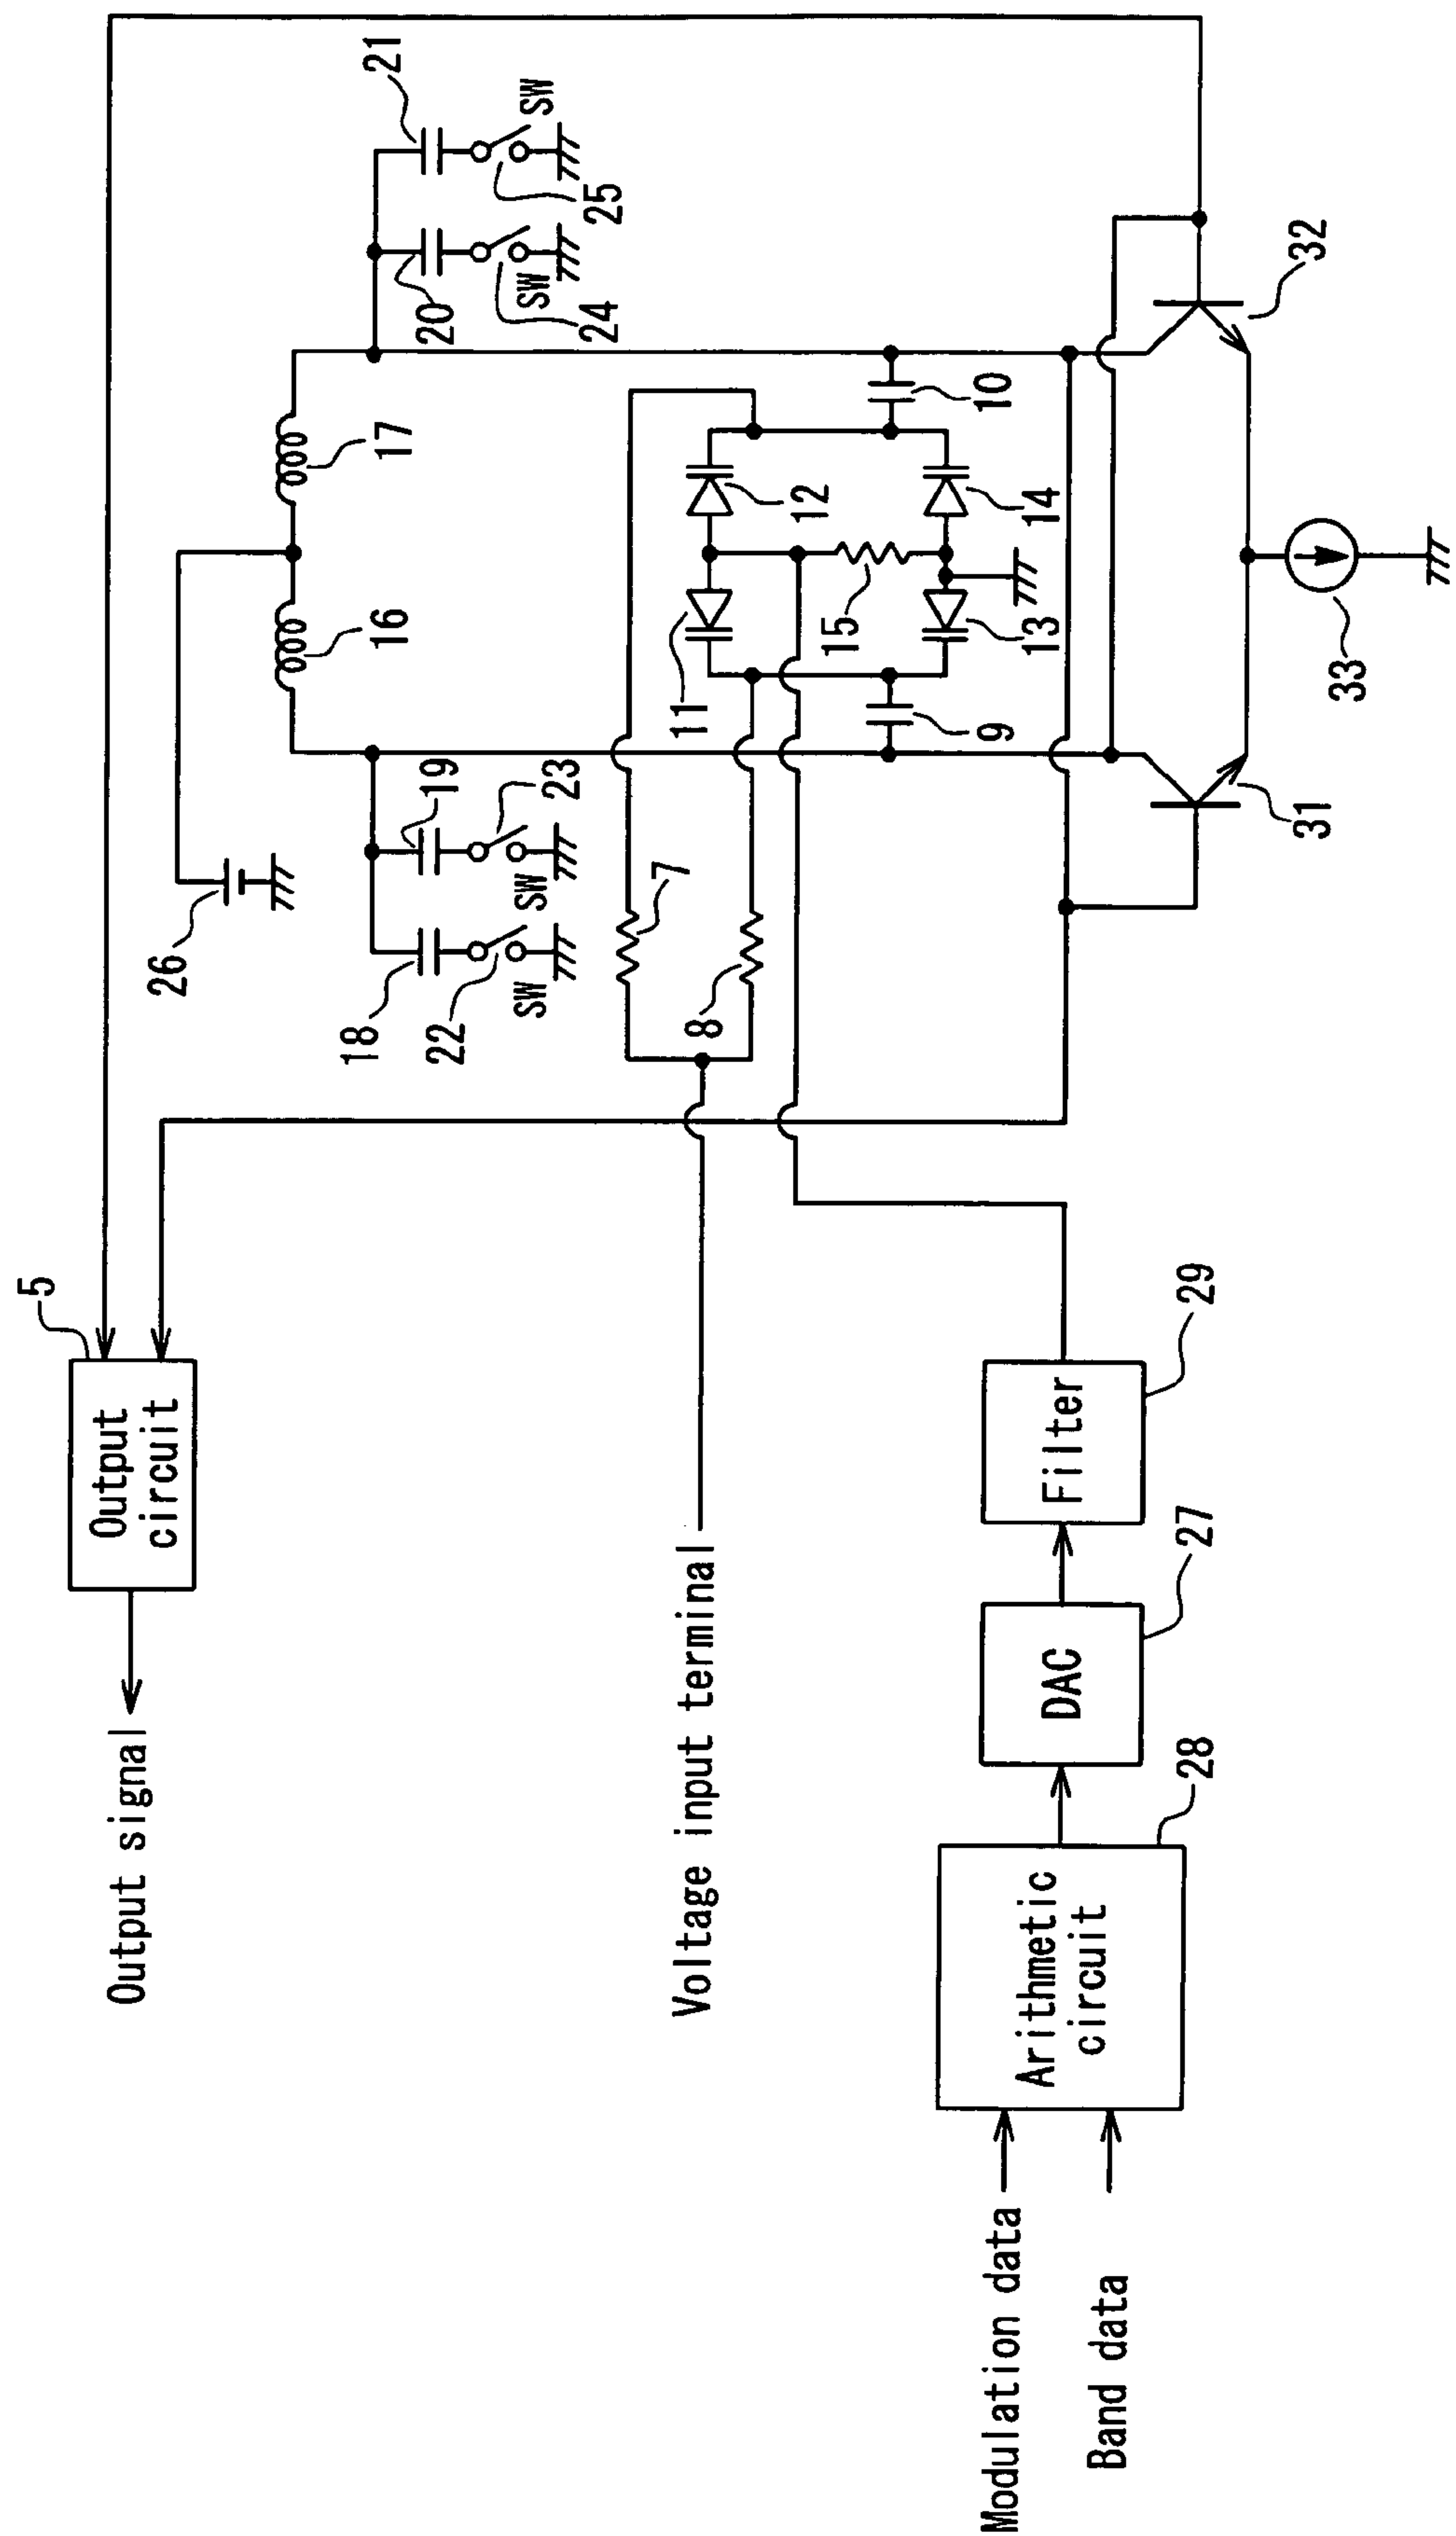 Output signal
Output
circuit
5
Voltage input terminal
Modulation data
Band data
Arithmetic
circuit
28
DAC
27
Filter
29
26
16
17
18
19
22
23
SW
SW
20
21
24
25
SW
SW
7
8
11
12
15
13
14
9
10
31
32
33